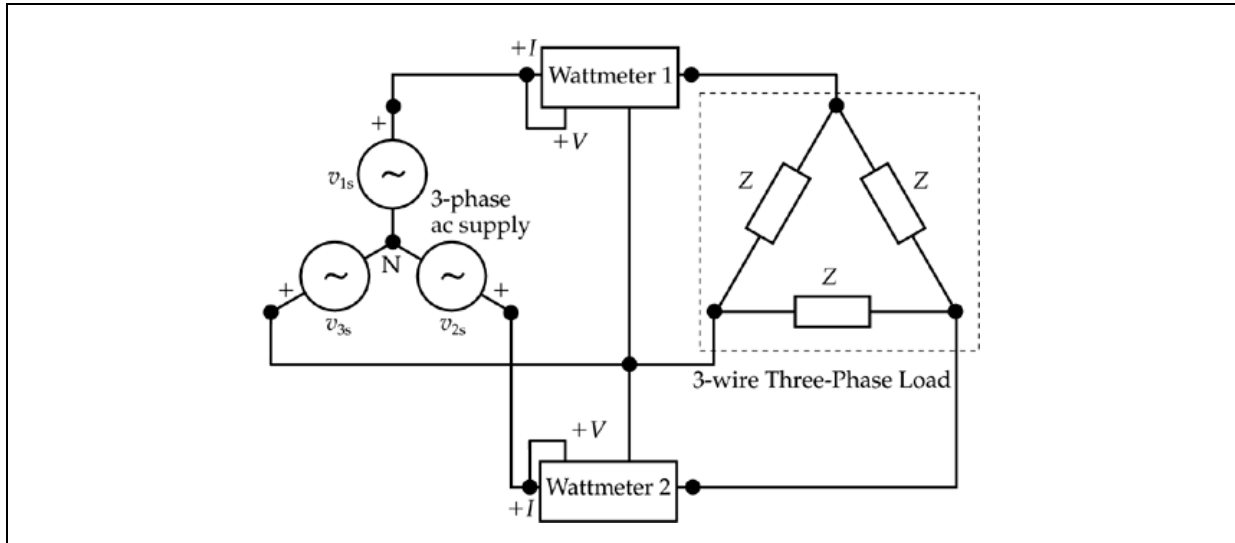 +I
Wattmeter 1
+V
+
v1s
3-phase
ac supply
N
+
+
v3s
v2s
Z
Z
Z
3-wire Three-Phase Load
+V
Wattmeter 2
+I